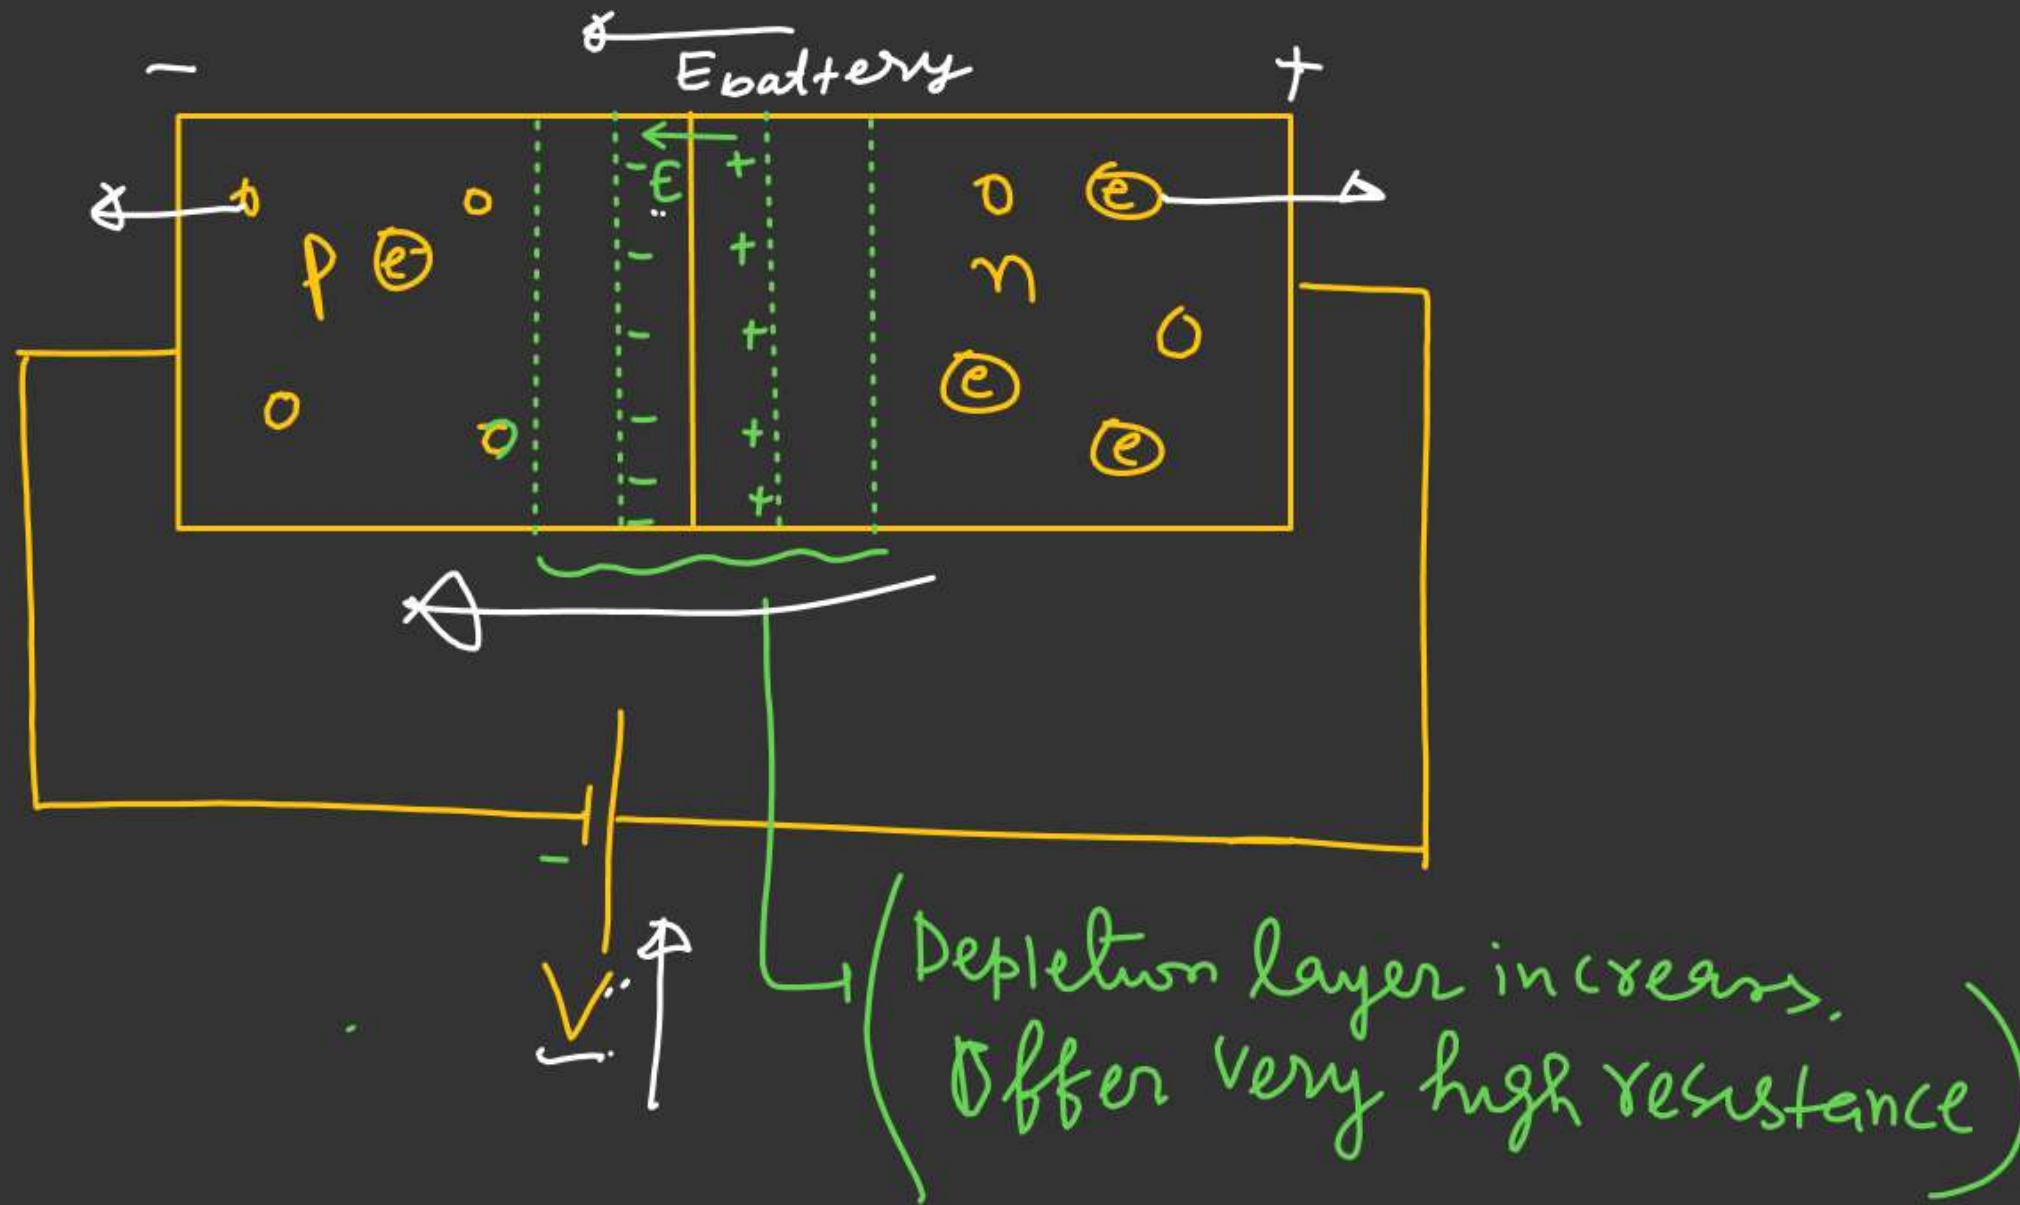 E battery
- +
E
p e⁻
n e
e
e
-
V
Depletion layer increases.
Offer very high resistance